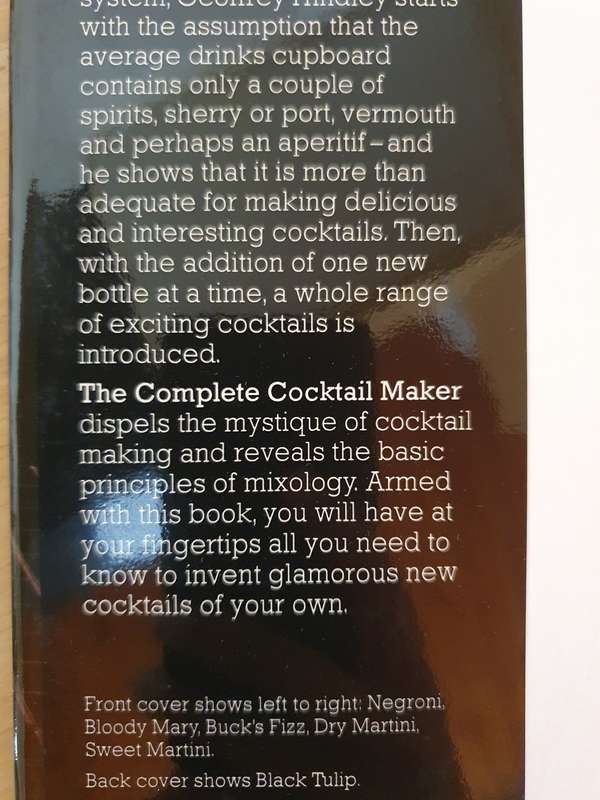 system, Geoffrey Hindley starts
with the assumption that the
average drinks cupboard
contains only a couple of
spirits, sherry or port, vermouth
and perhaps an aperitif – and
he shows that it is more than
adequate for making delicious
and interesting cocktails. Then,
with the addition of one new
bottle at a time, a whole range
of exciting cocktails is
introduced.
The Complete Cocktail Maker
dispels the mystique of cocktail
making and reveals the basic
principles of mixology. Armed
with this book, you will have at
your fingertips all you need to
know to invent glamorous new
cocktails of your own.
Front cover shows left to right: Negroni,
Bloody Mary, Buck's Fizz, Dry Martini,
Sweet Martini.
Back cover shows Black Tulip.